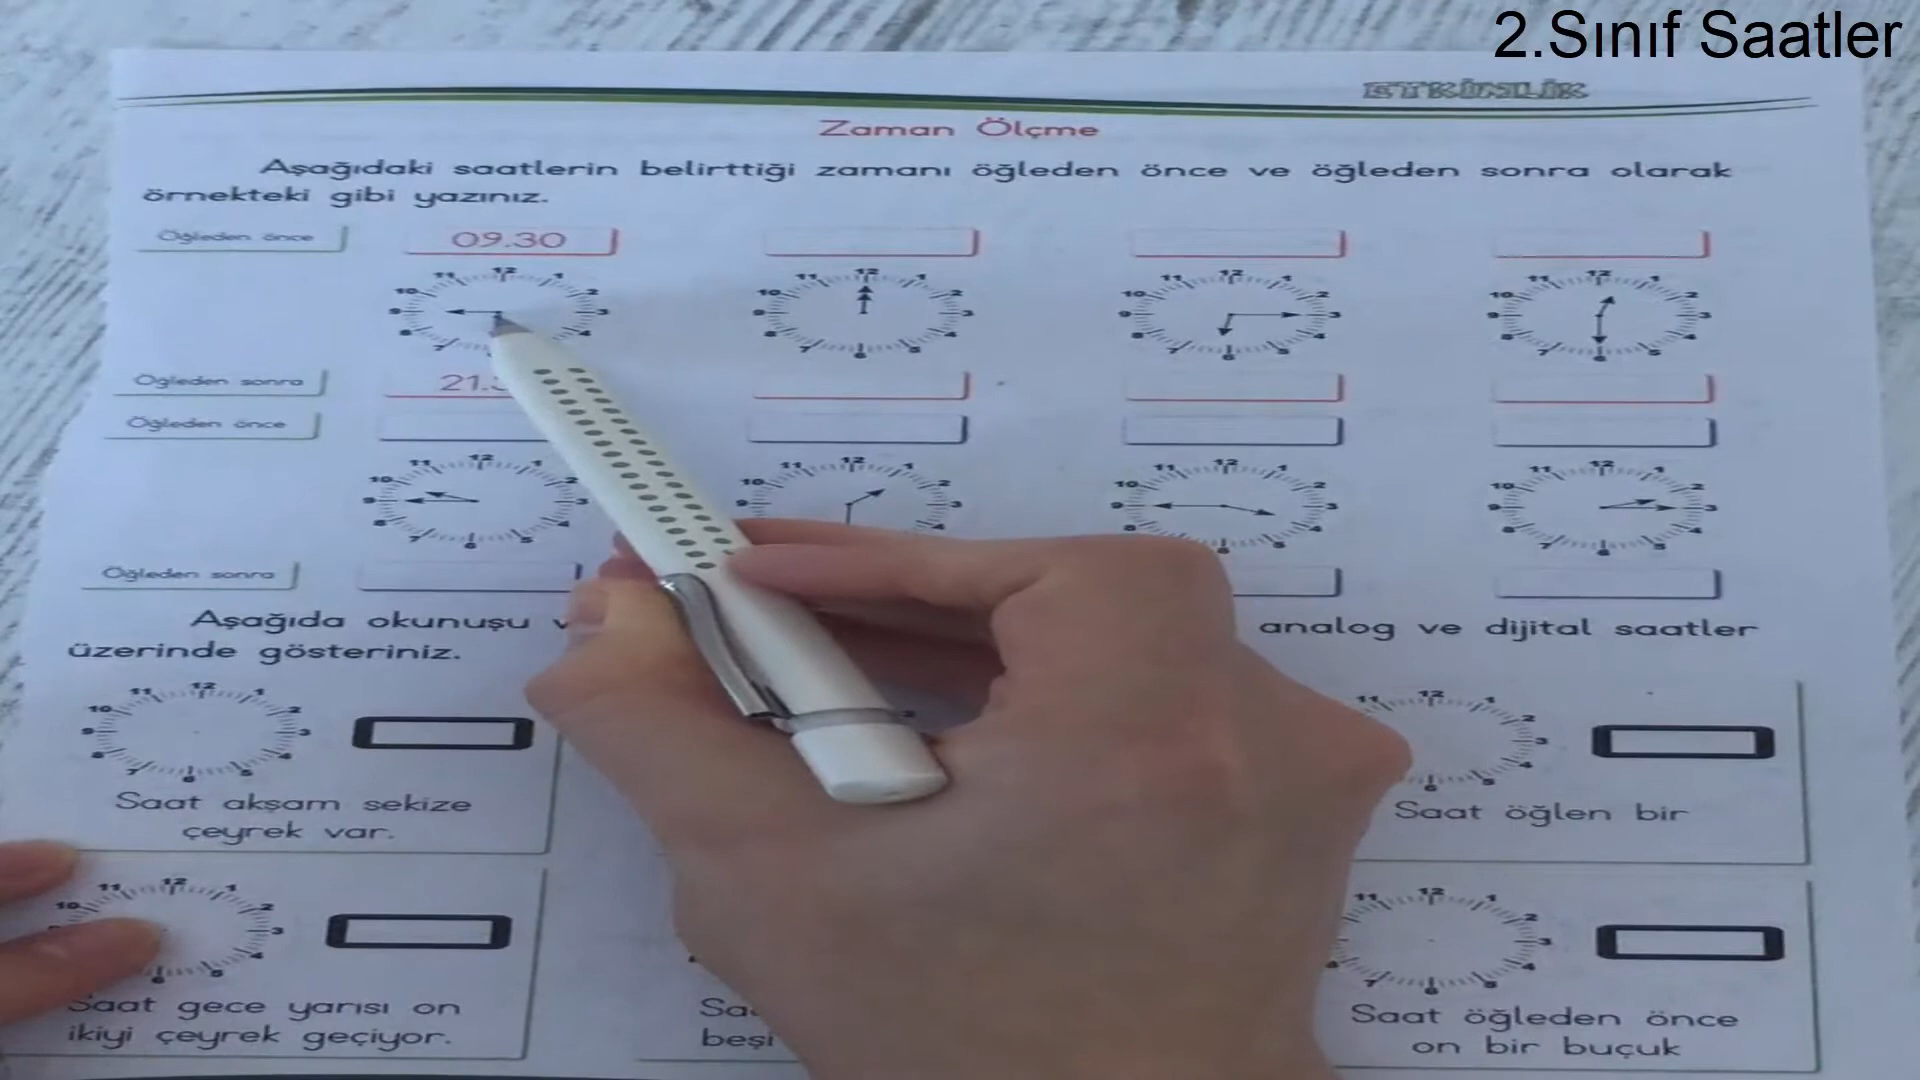 2.Sınıf Saatler
ETKİNLİK
Zaman Ölçme
Aşağıdaki saatlerin belirttiği zamanı öğleden önce ve öğleden sonra olarak
örnekteki gibi yazınız.
Öğleden önce
09.30
Öğleden sonra
21.
Öğleden önce
Öğleden sonra
Aşağıda okunuşu
analog ve dijital saatler
üzerinde gösteriniz.
Saat akşam sekize
çeyrek var.
Saat öğlen bir
Saat gece yarısı on
ikiyi çeyrek geçiyor.
beşi
Saat öğleden önce
on bir buçuk